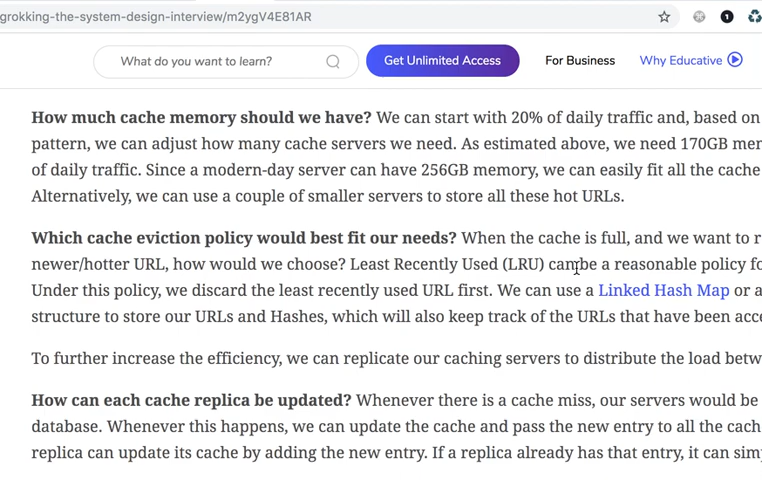 grokking-the-system-design-interview/m2ygV4E81AR
What do you want to learn?
Get Unlimited Access
For Business
Why Educative
How much cache memory should we have? We can start with 20% of daily traffic and, based on
pattern, we can adjust how many cache servers we need. As estimated above, we need 170GB
of daily traffic. Since a modern-day server can have 256GB memory, we can easily fit all the cache
Alternatively, we can use a couple of smaller servers to store all these hot URLs.
Which cache eviction policy would best fit our needs? When the cache is full, and we want to
newer/hotter URL, how would we choose? Least Recently Used (LRU) can be a reasonable policy
Under this policy, we discard the least recently used URL first. We can use a Linked Hash Map or a
structure to store our URLs and Hashes, which will also keep track of the URLs that have been
To further increase the efficiency, we can replicate our caching servers to distribute the load
How can each cache replica be updated? Whenever there is a cache miss, our servers would be
database. Whenever this happens, we can update the cache and pass the new entry to all the
replica can update its cache by adding the new entry. If a replica already has that entry, it can